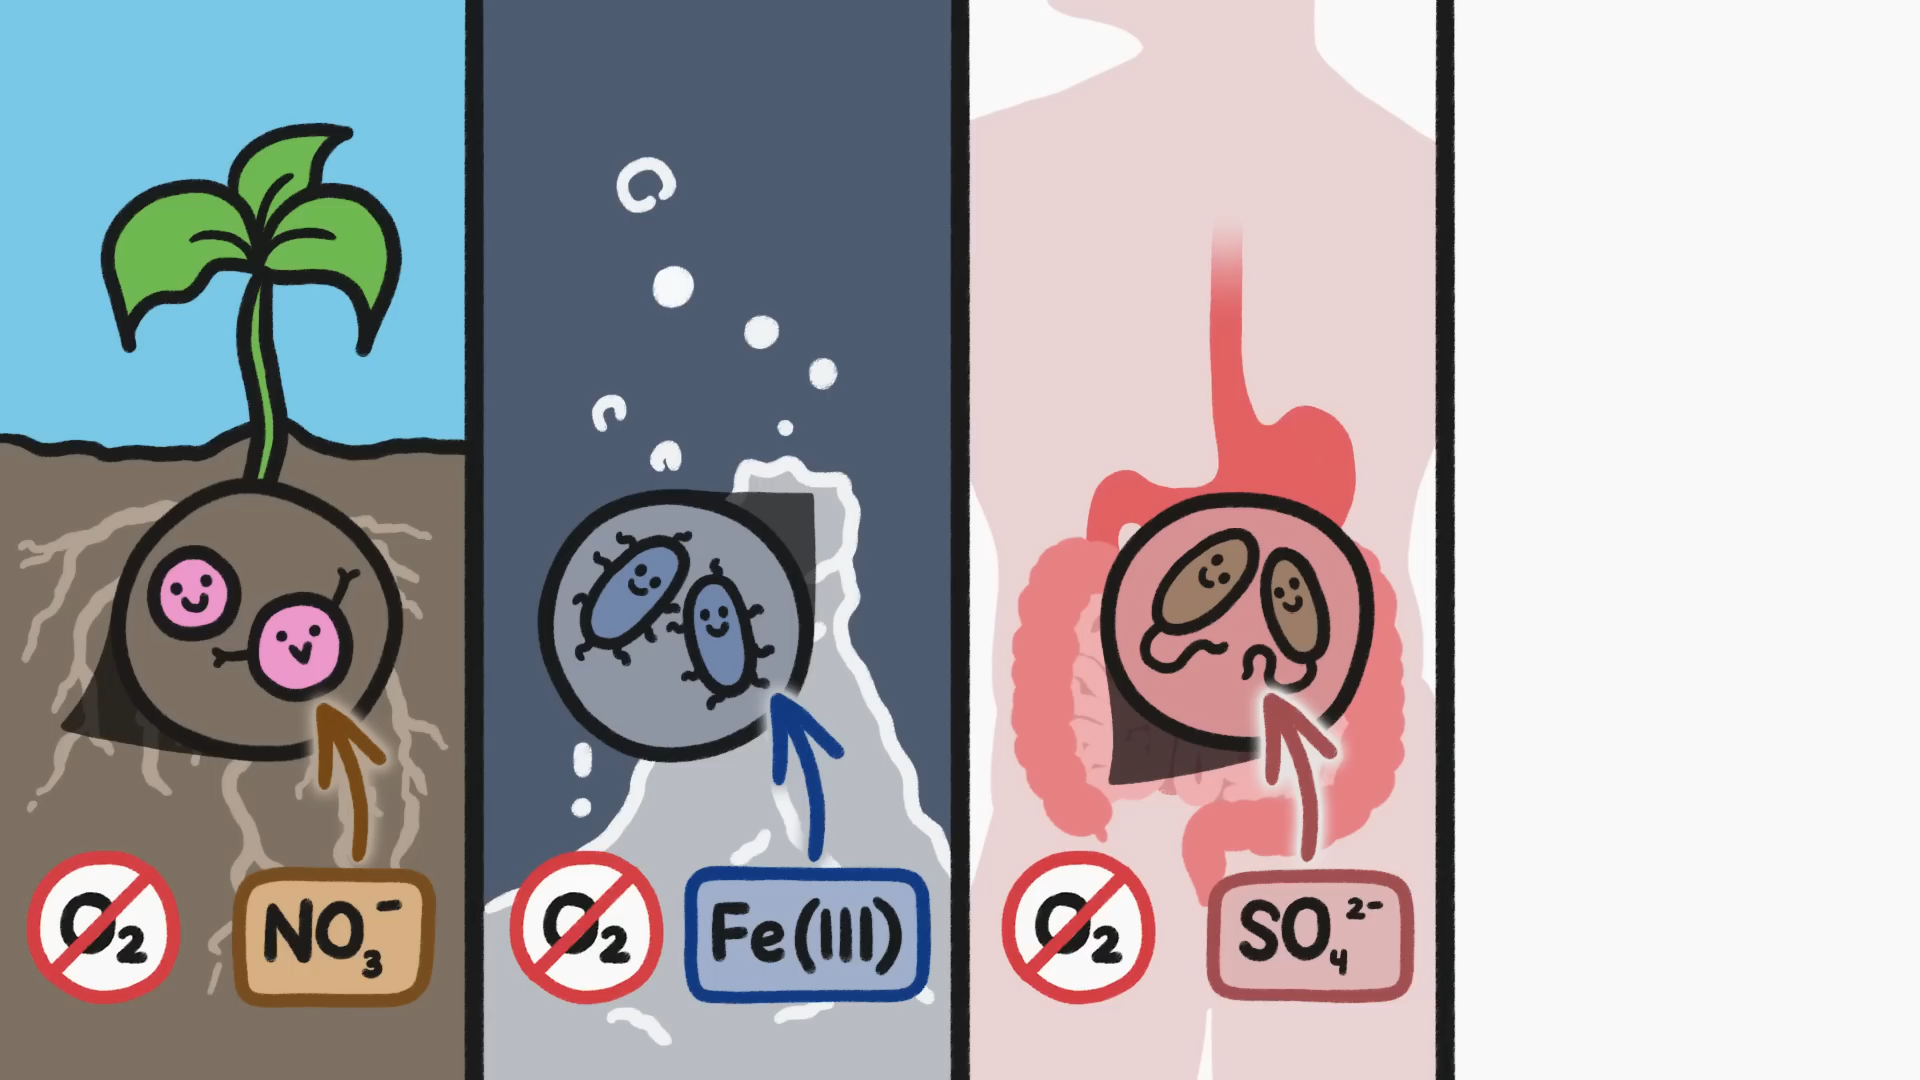 O₂
NO₃⁻
O₂
Fe(III)
O₂
SO₄²⁻